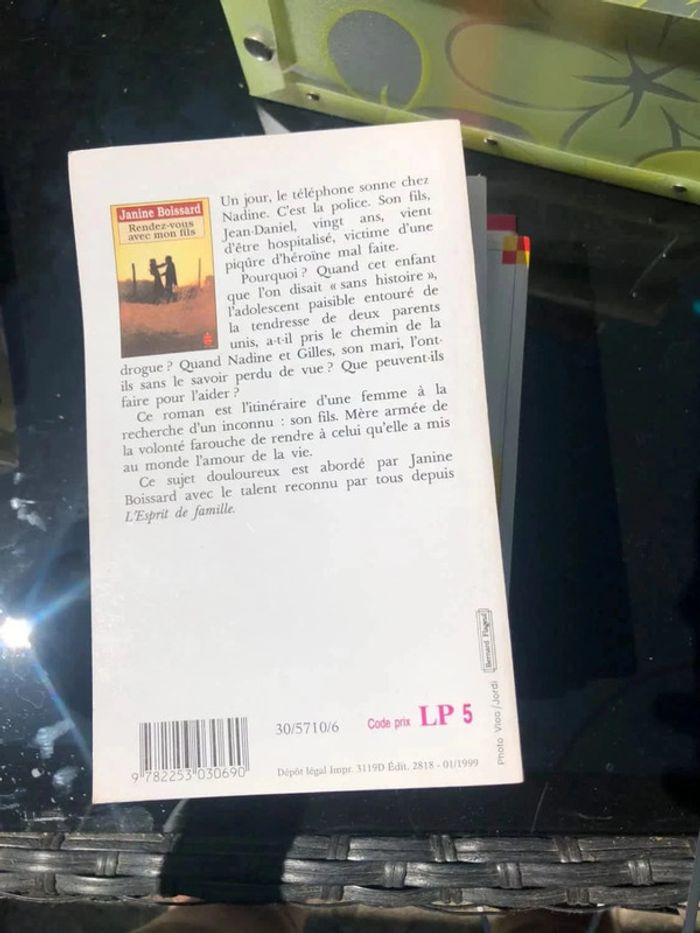 Janine Boissard
Rendez-vous
avec mon fils
Un jour, le téléphone sonne chez
Nadine. C'est la police. Son fils,
Jean-Daniel, vingt ans, vient
d'être hospitalisé, victime d'une
piqûre d'héroïne mal faite.
Pourquoi ? Quand cet enfant
que l'on disait « sans histoire »,
l'adolescent paisible entouré de
la tendresse de deux parents
unis, a-t-il pris le chemin de la
drogue ? Quand Nadine et Gilles, son mari, l'ont-
ils sans le savoir perdu de vue ? Que peuvent-ils
faire pour l'aider ?
Ce roman est l'itinéraire d'une femme à la
recherche d'un inconnu : son fils. Mère armée de
la volonté farouche de rendre à celui qu'elle a mis
au monde l'amour de la vie.
Ce sujet douloureux est abordé par Janine
Boissard avec le talent reconnu par tous depuis
L'Esprit de famille.
Bernard Flageul
Photo Viaa/Jordi
30/5710/6
Code prix LP 5
9 782253 030690
Dépôt légal Impr. 3119D Édit. 2818 - 01/1999